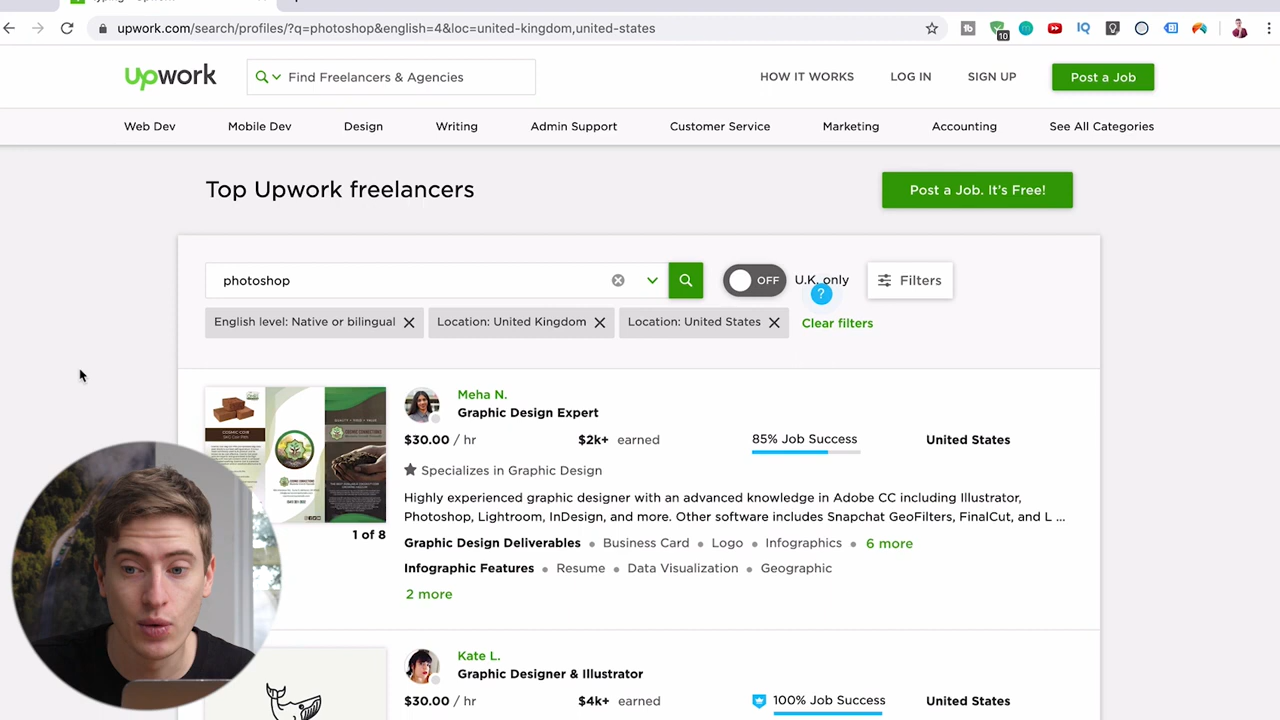 upwork.com/search/profiles/?q=photoshop&english=4&loc=united-kingdom,united-states
10
IQ
upwork
Find Freelancers & Agencies
HOW IT WORKS
LOG IN
SIGN UP
Post a Job
Web Dev
Mobile Dev
Design
Writing
Admin Support
Customer Service
Marketing
Accounting
See All Categories
Top Upwork freelancers
Post a Job. It's Free!
photoshop
OFF
U.K. only
?
Filters
English level: Native or bilingual
Location: United Kingdom
Location: United States
Clear filters
Meha N.
Graphic Design Expert
$30.00 / hr
$2k+ earned
85% Job Success
United States
Specializes in Graphic Design
Highly experienced graphic designer with an advanced knowledge in Adobe CC including Illustrator,
Photoshop, Lightroom, InDesign, and more. Other software includes Snapchat GeoFilters, FinalCut, and L ...
1 of 8
Graphic Design Deliverables • Business Card • Logo • Infographics • 6 more
Infographic Features • Resume • Data Visualization • Geographic
2 more
Kate L.
Graphic Designer & Illustrator
$30.00 / hr
$4k+ earned
100% Job Success
United States